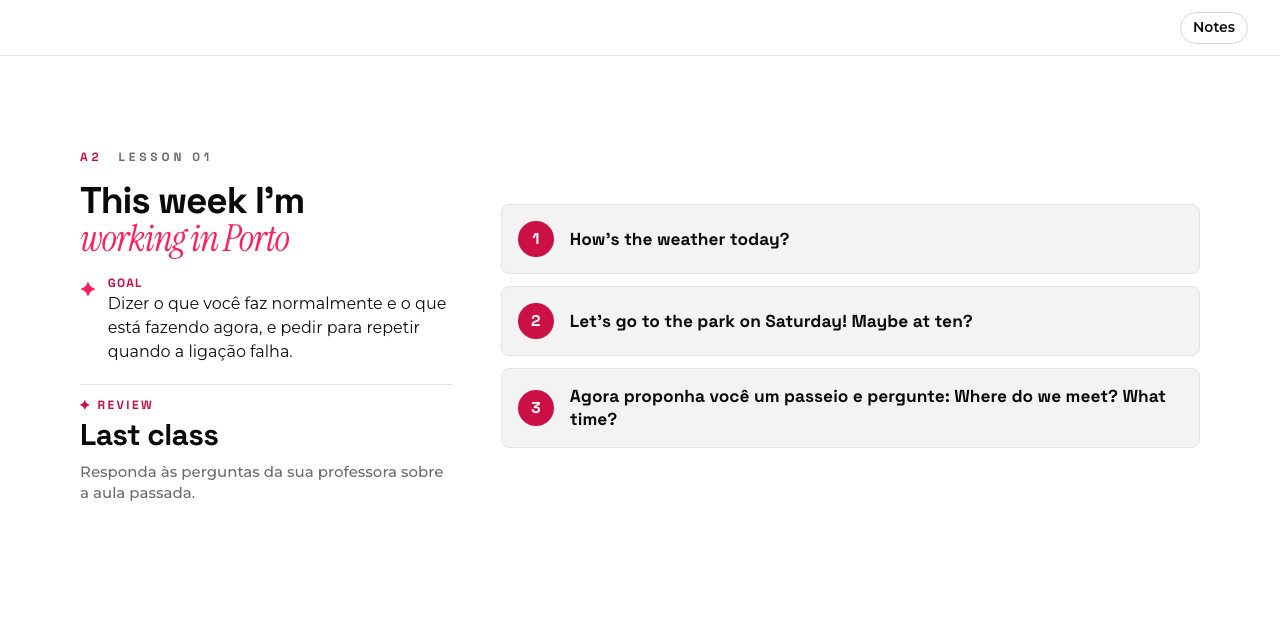 Notes
A2 LESSON 01
This week I’m
working in Porto
GOAL
Dizer o que você faz normalmente e o que
está fazendo agora, e pedir para repetir
quando a ligação falha.
REVIEW
Last class
Responda às perguntas da sua professora sobre
a aula passada.
1 How’s the weather today?
2 Let’s go to the park on Saturday! Maybe at ten?
3 Agora proponha você um passeio e pergunte: Where do we meet? What
time?